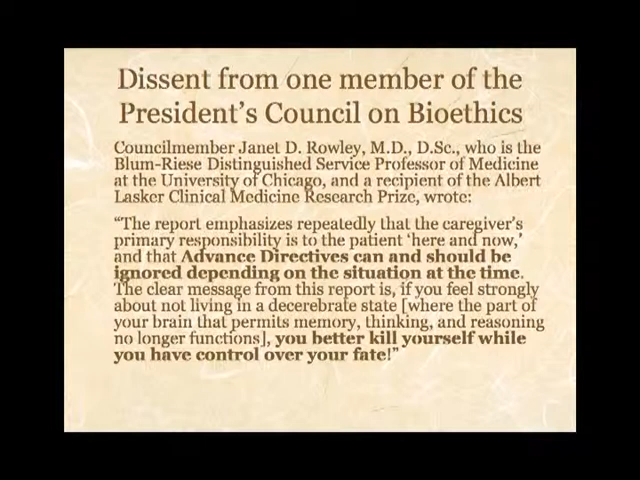 Dissent from one member of the
President's Council on Bioethics
Councilmember Janet D. Rowley, M.D., D.Sc., who is the
Blum-Riese Distinguished Service Professor of Medicine
at the University of Chicago, and a recipient of the Albert
Lasker Clinical Medicine Research Prize, wrote:
“The report emphasizes repeatedly that the caregiver's
primary responsibility is to the patient ‘here and now,’
and that Advance Directives can and should be
ignored depending on the situation at the time.
The clear message from this report is, if you feel strongly
about not living in a decerebrate state [where the part of
your brain that permits memory, thinking, and reasoning
no longer functions], you better kill yourself while
you have control over your fate!”